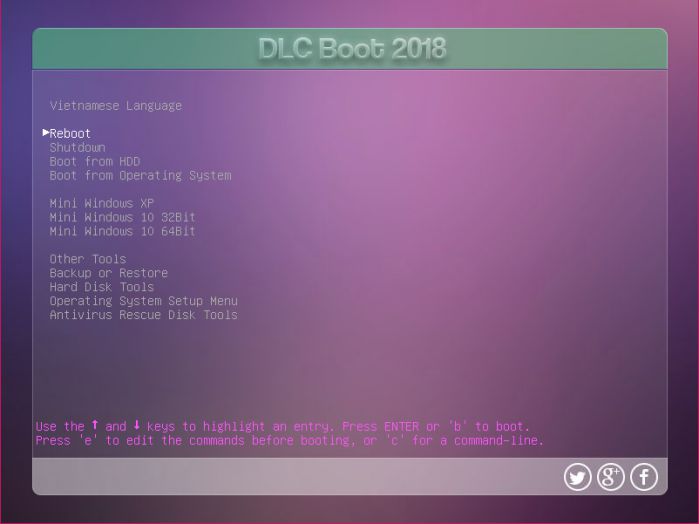 DLC Boot 2018
Vietnamese Language
Reboot
Shutdown
Boot from HDD
Boot from Operating System
Mini Windows XP
Mini Windows 10 32Bit
Mini Windows 10 64Bit
Other Tools
Backup or Restore
Hard Disk Tools
Operating System Setup Menu
Antivirus Rescue Disk Tools
Use the ↑ and ↓ keys to highlight an entry. Press ENTER or 'b' to boot.
Press 'e' to edit the commands before booting, or 'c' for a command-line.